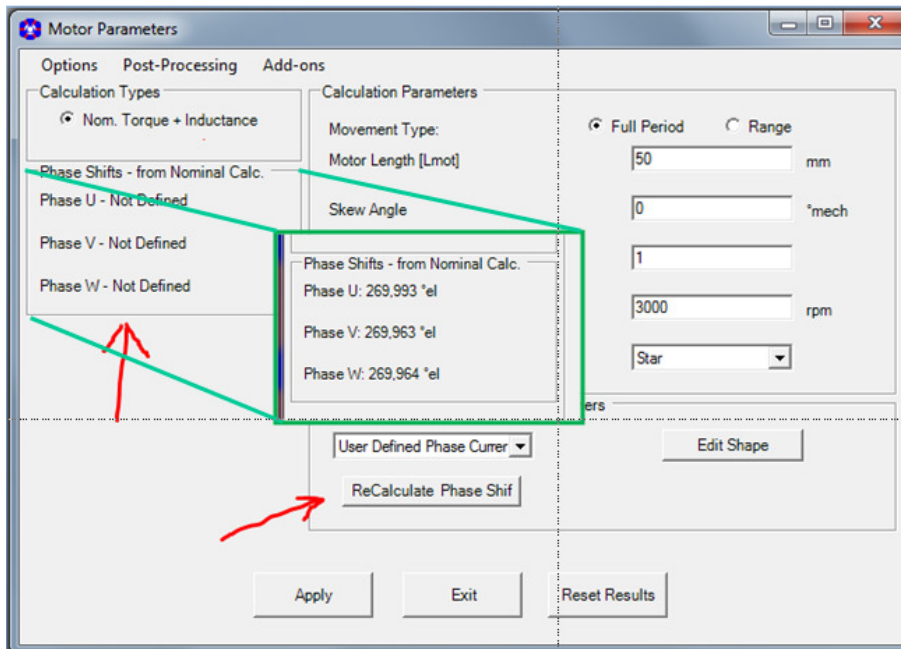 Motor Parameters
Options Post-Processing Add-ons
Calculation Types
Nom. Torque + Inductance
Phase Shifts - from Nominal Calc.
Phase U - Not Defined
Phase V - Not Defined
Phase W - Not Defined
Calculation Parameters
Movement Type:
Full Period
Range
Motor Length [Lmot]
50
mm
Skew Angle
0
°mech
1
3000
rpm
Star
Phase Shifts - from Nominal Calc.
Phase U: 269,993 °el
Phase V: 269,963 °el
Phase W: 269,964 °el
ers
User Defined Phase Currer
Edit Shape
ReCalculate Phase Shif
Apply
Exit
Reset Results